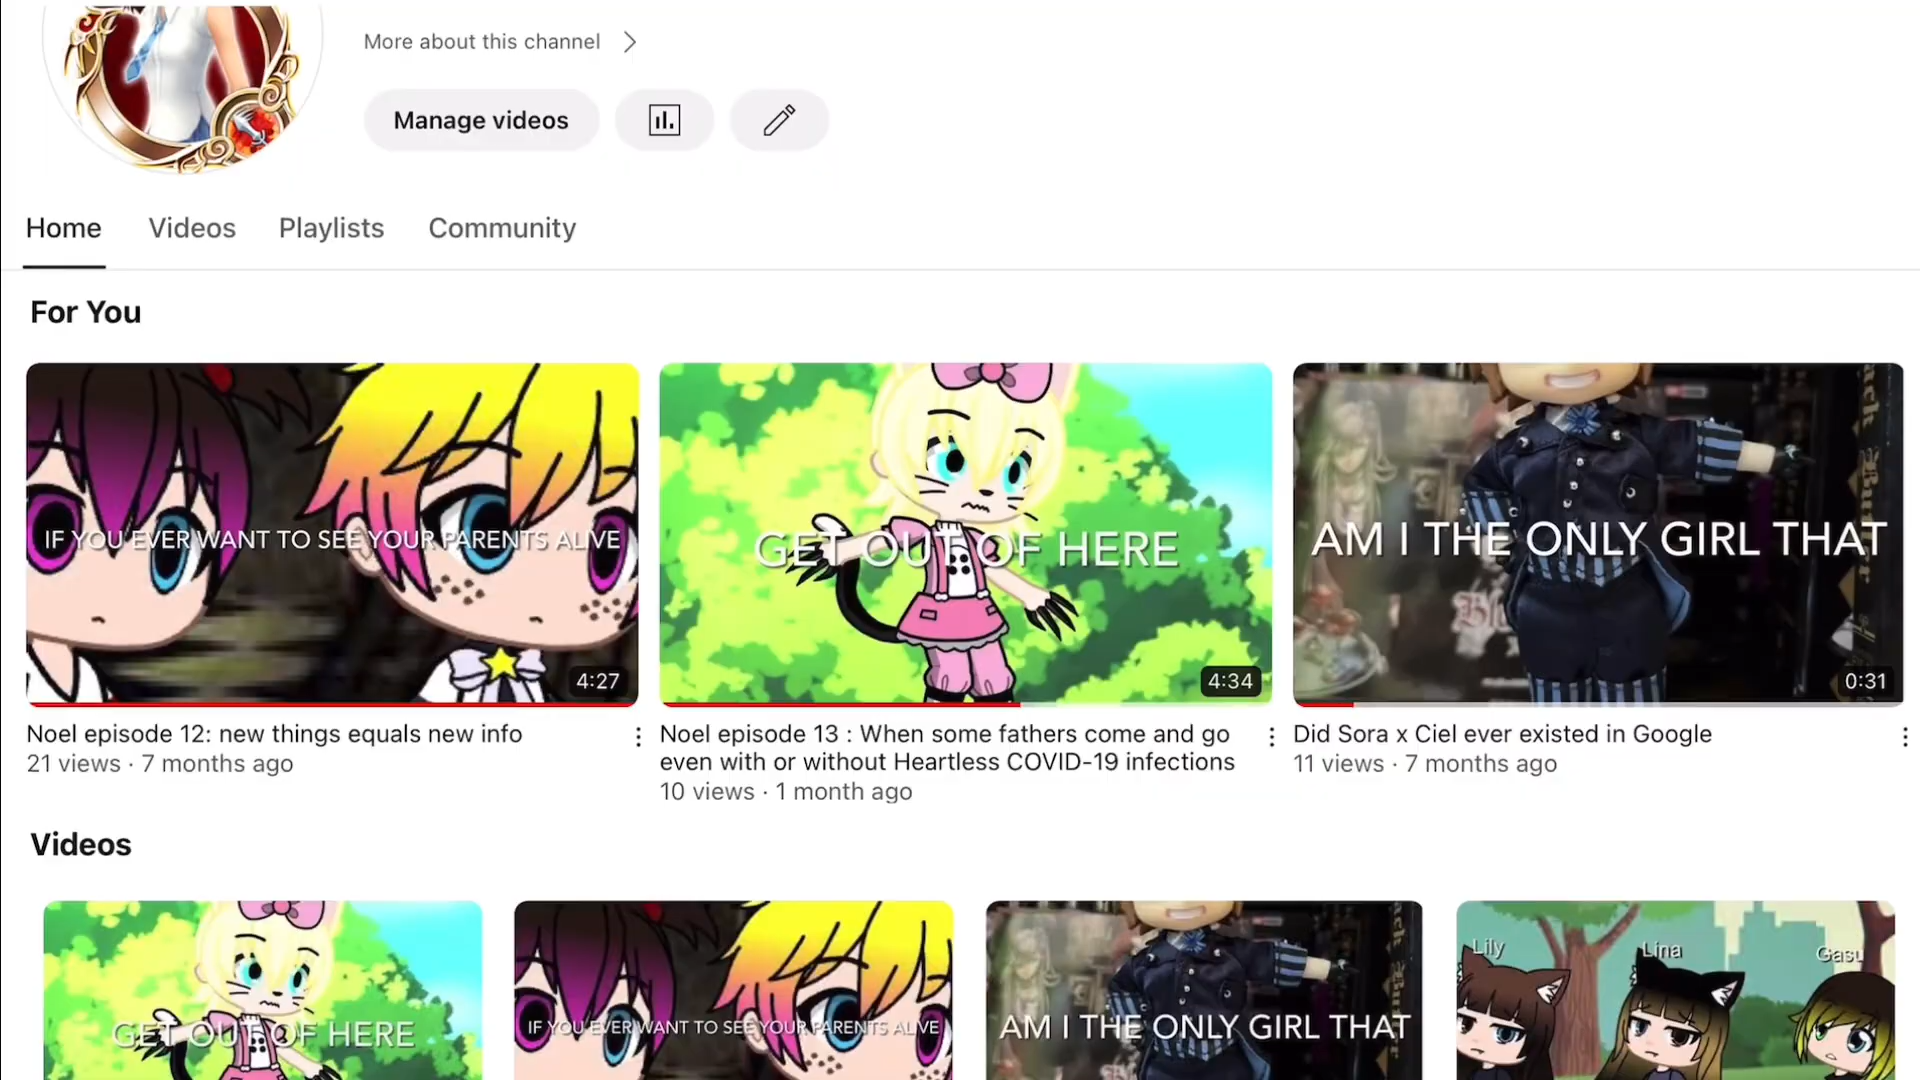 More about this channel
Manage videos
Home Videos Playlists Community
For You
IF YOU EVER WANT TO SEE YOUR PARENTS ALIVE
4:27
GET OUT OF HERE
4:34
AM I THE ONLY GIRL THAT
0:31
Noel episode 12: new things equals new info
21 views · 7 months ago
Noel episode 13 : When some fathers come and go
even with or without Heartless COVID-19 infections
10 views · 1 month ago
Did Sora x Ciel ever existed in Google
11 views · 7 months ago
Videos
GET OUT OF HERE
IF YOU EVER WANT TO SEE YOUR PARENTS ALIVE
AM I THE ONLY GIRL THAT
Lily
Lina
Gasu